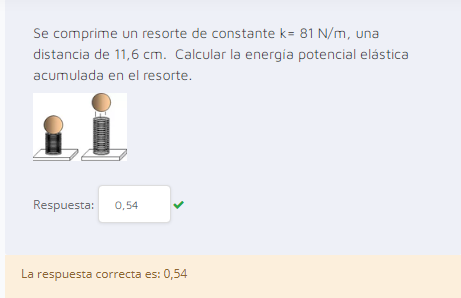 Se comprime un resorte de constante k= 81 N/m, una
distancia de 11,6 cm. Calcular la energía potencial elástica
acumulada en el resorte.
Respuesta: 0,54
La respuesta correcta es: 0,54